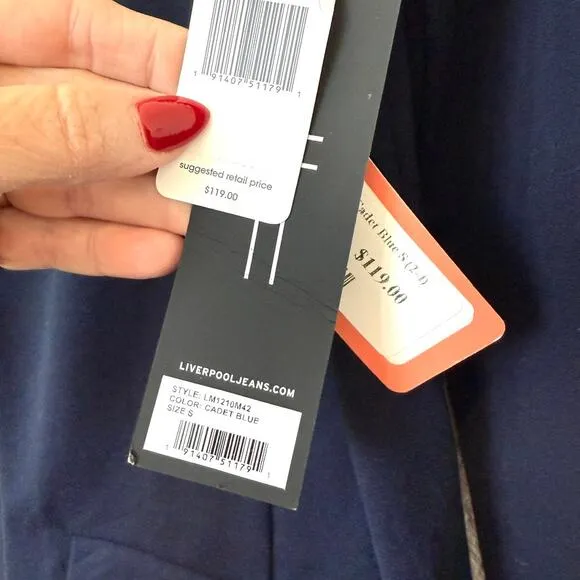 1 91407 51179 1
suggested retail price
$119.00
Cadet Blue S (2-4)
$119.00
LIVERPOOLJEANS.COM
STYLE: LM1210M42
COLOR: CADET BLUE
SIZE S
1 91407 51179 1